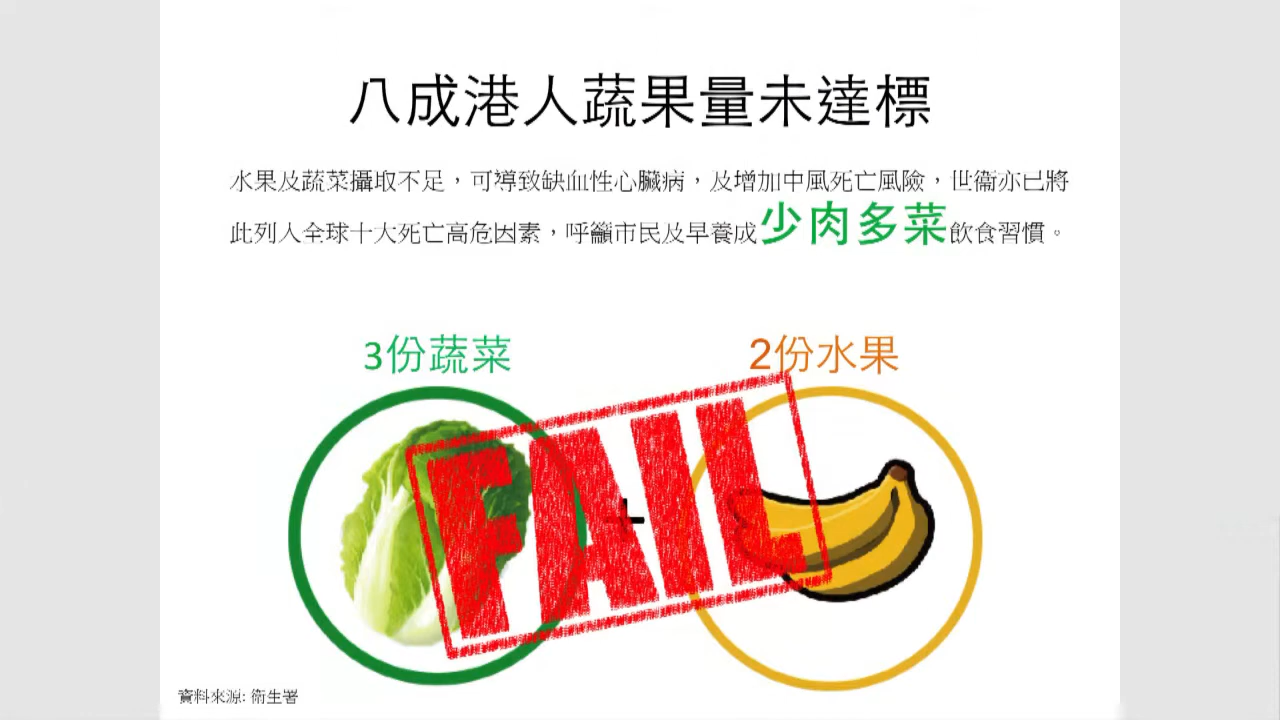 八成港人蔬果量未達標
水果及蔬菜攝取不足，可導致缺血性心臟病，及增加中風死亡風險，世衞亦已將
此列入全球十大死亡高危因素，呼籲市民及早養成少肉多菜飲食習慣。
3份蔬菜
2份水果
+
FAIL
資料來源: 衛生署